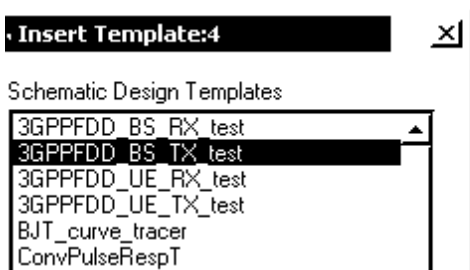 Insert Template:4
Schematic Design Templates
3GPPFDD_BS_RX_test
3GPPFDD_BS_TX_test
3GPPFDD_UE_RX_test
3GPPFDD_UE_TX_test
BJT_curve_tracer
ConvPulseRespT